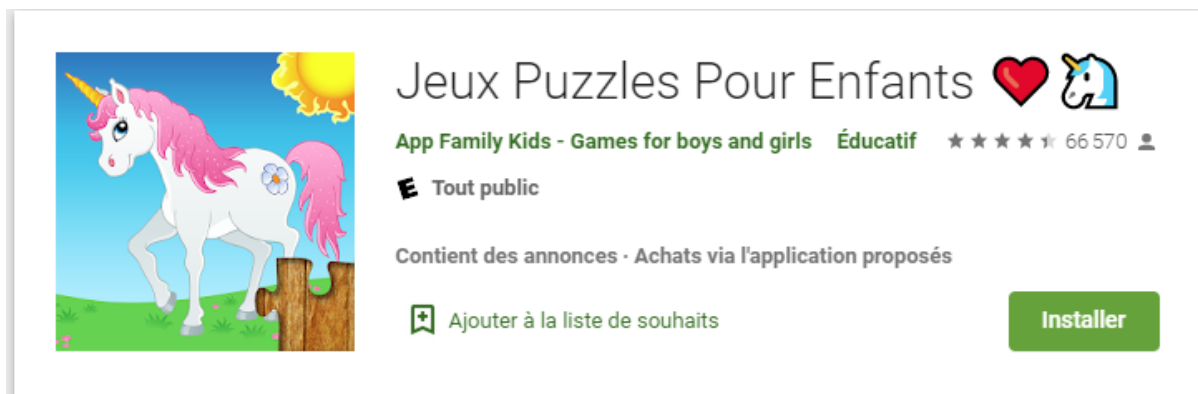 Jeux Puzzles Pour Enfants ❤️🦄
App Family Kids - Games for boys and girls Éducatif ★★★★★ 66 570
E Tout public
Contient des annonces · Achats via l'application proposés
Ajouter à la liste de souhaits
Installer